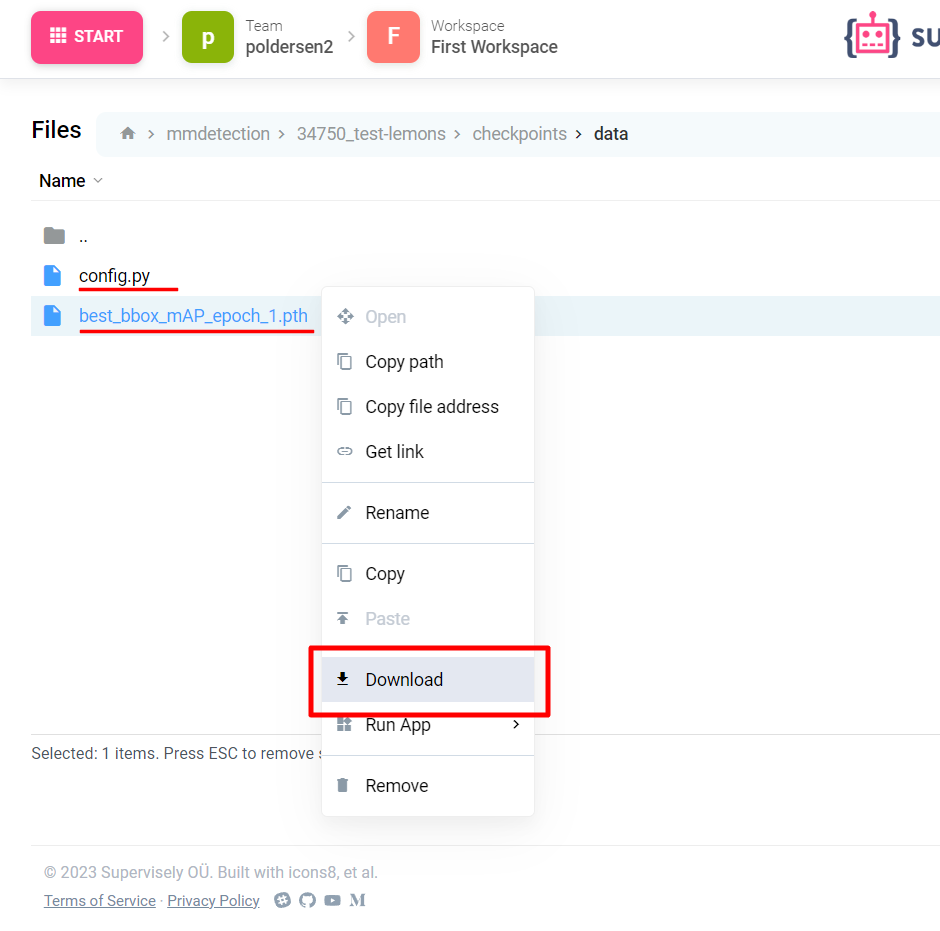 START
p
Team
poldersen2
F
Workspace
First Workspace
Files
mmdetection
34750_test-lemons
checkpoints
data
Name
..
config.py
best_bbox_mAP_epoch_1.pth
Open
Copy path
Copy file address
Get link
Rename
Copy
Paste
Download
Run App
Selected: 1 items. Press ESC to remove
Remove
© 2023 Supervisely OÜ. Built with icons8, et al.
Terms of Service · Privacy Policy